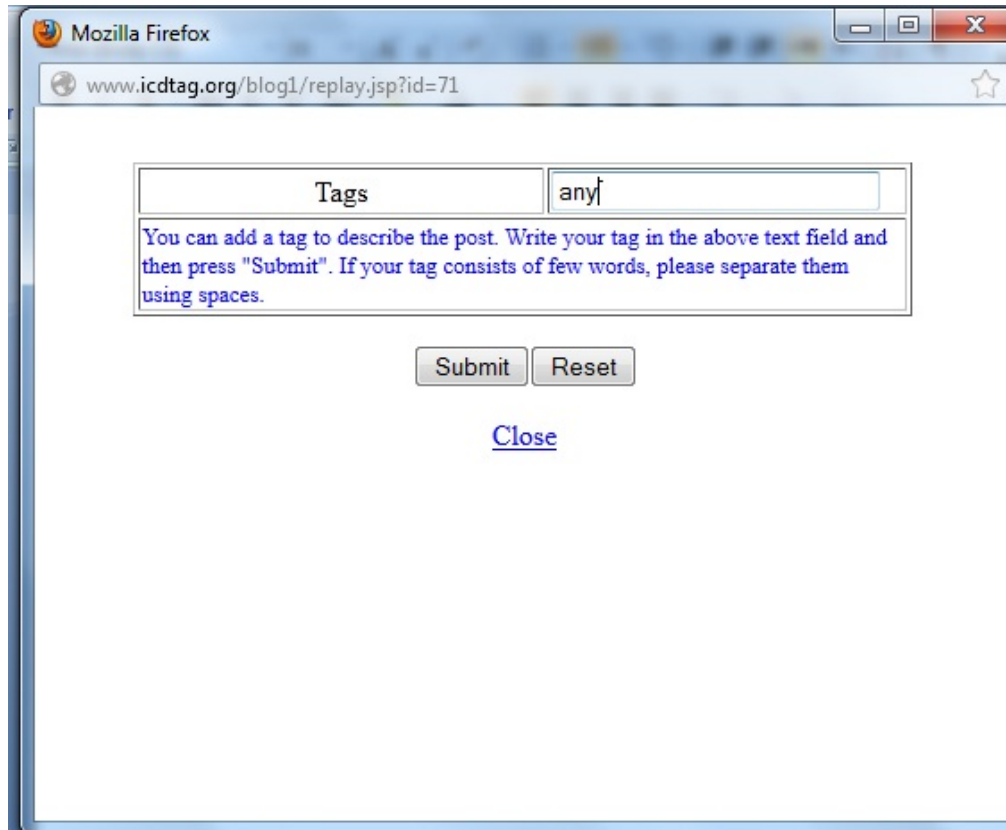 Mozilla Firefox
www.icdtag.org/blog1/replay.jsp?id=71
Tags
any
You can add a tag to describe the post. Write your tag in the above text field and
then press "Submit". If your tag consists of few words, please separate them
using spaces.
Submit Reset
Close